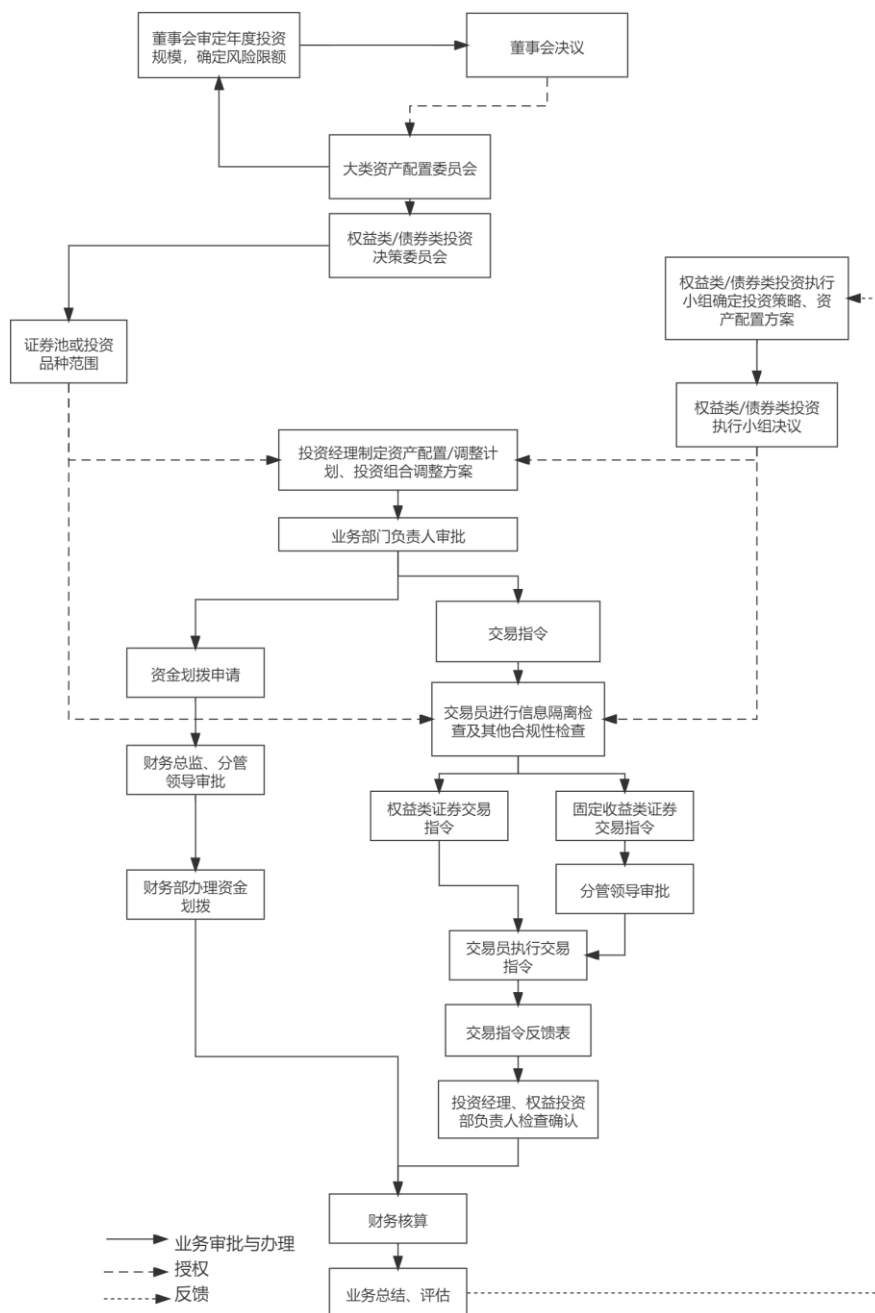 董事会审定年度投资
规模，确定风险限额
董事会决议
大类资产配置委员会
权益类/债券类投资
决策委员会
权益类/债券类投资执行
小组确定投资策略、资
产配置方案
证券池或投资
品种范围
权益类/债券类投资
执行小组决议
投资经理制定资产配置/调整计
划、投资组合调整方案
业务部门负责人审批
交易指令
资金划拨申请
交易员进行信息隔离检
查及其他合规性检查
财务总监、分管
领导审批
权益类证券交易
指令
固定收益类证券
交易指令
财务部办理资金
划拨
分管领导审批
交易员执行交易
指令
交易指令反馈表
投资经理、权益投资
部负责人检查确认
财务核算
业务总结、评估
业务审批与办理
授权
反馈